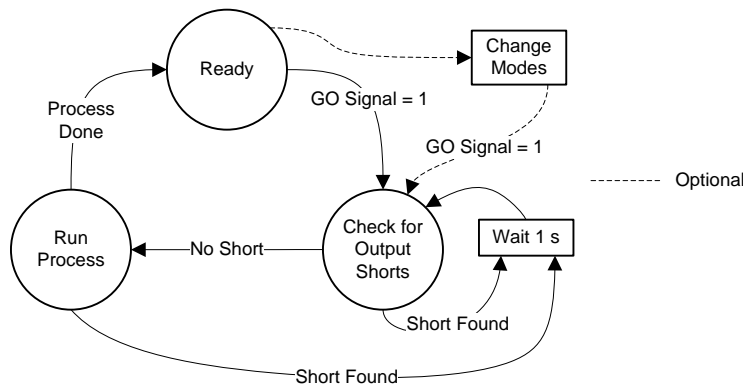 Ready
Change
Modes
GO Signal = 1
Process
Done
GO Signal = 1
Optional
Run
Process
No Short
Check for
Output
Shorts
Wait 1 s
Short Found
Short Found